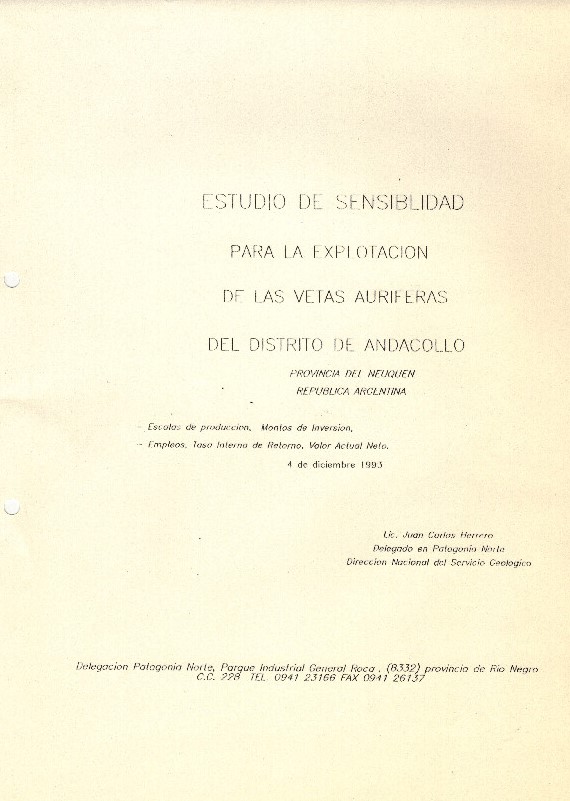 ESTUDIO DE SENSIBLIDAD
PARA LA EXPLOTACION
DE LAS VETAS AURIFERAS
DEL DISTRITO DE ANDACOLLO
PROVINCIA DEL NEUQUEN
REPUBLICA ARGENTINA
- Escalas de produccion, Montos de Inversion,
- Empleos, Tasa Interna de Retorno, Valor Actual Neto.
4 de diciembre 1993
Lic. Juan Carlos Herrero
Delegado en Patagonia Norte
Direccion Nacional del Servicio Geologico
Delegacion Patagonia Norte, Parque Industrial General Roca , (8332) provincia de Rio Negro
C.C. 228 TEL. 0941 23166 FAX 0941 26137